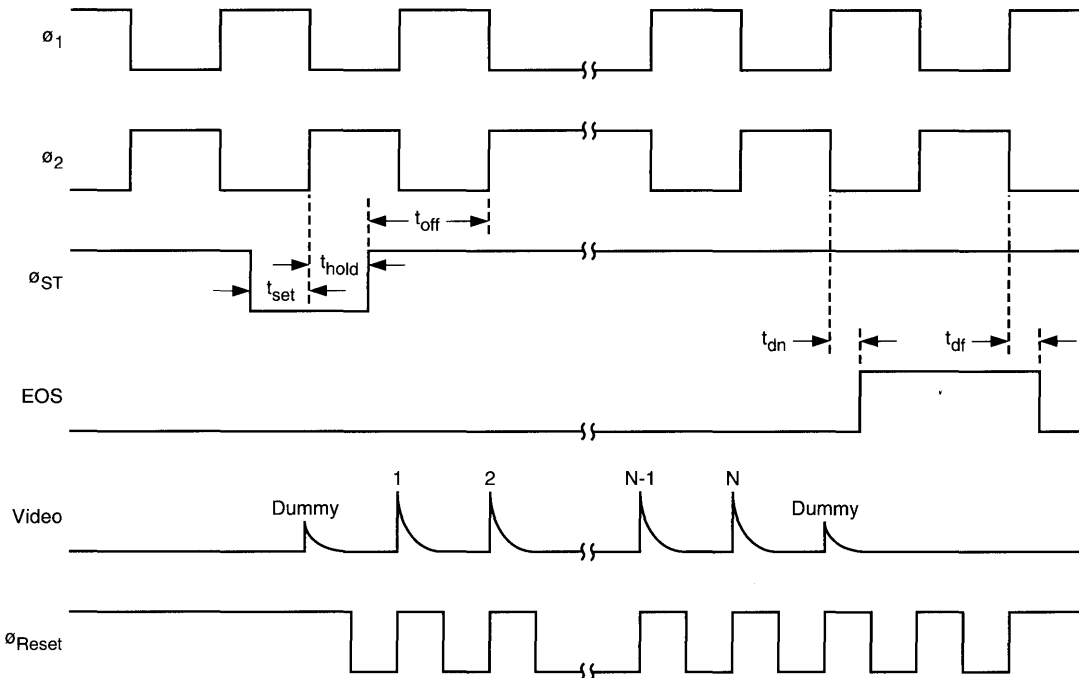 ø1
ø2
toff
øST
thold
tset
tdn
tdf
EOS
1 2 N-1 N
Video
Dummy Dummy
øReset